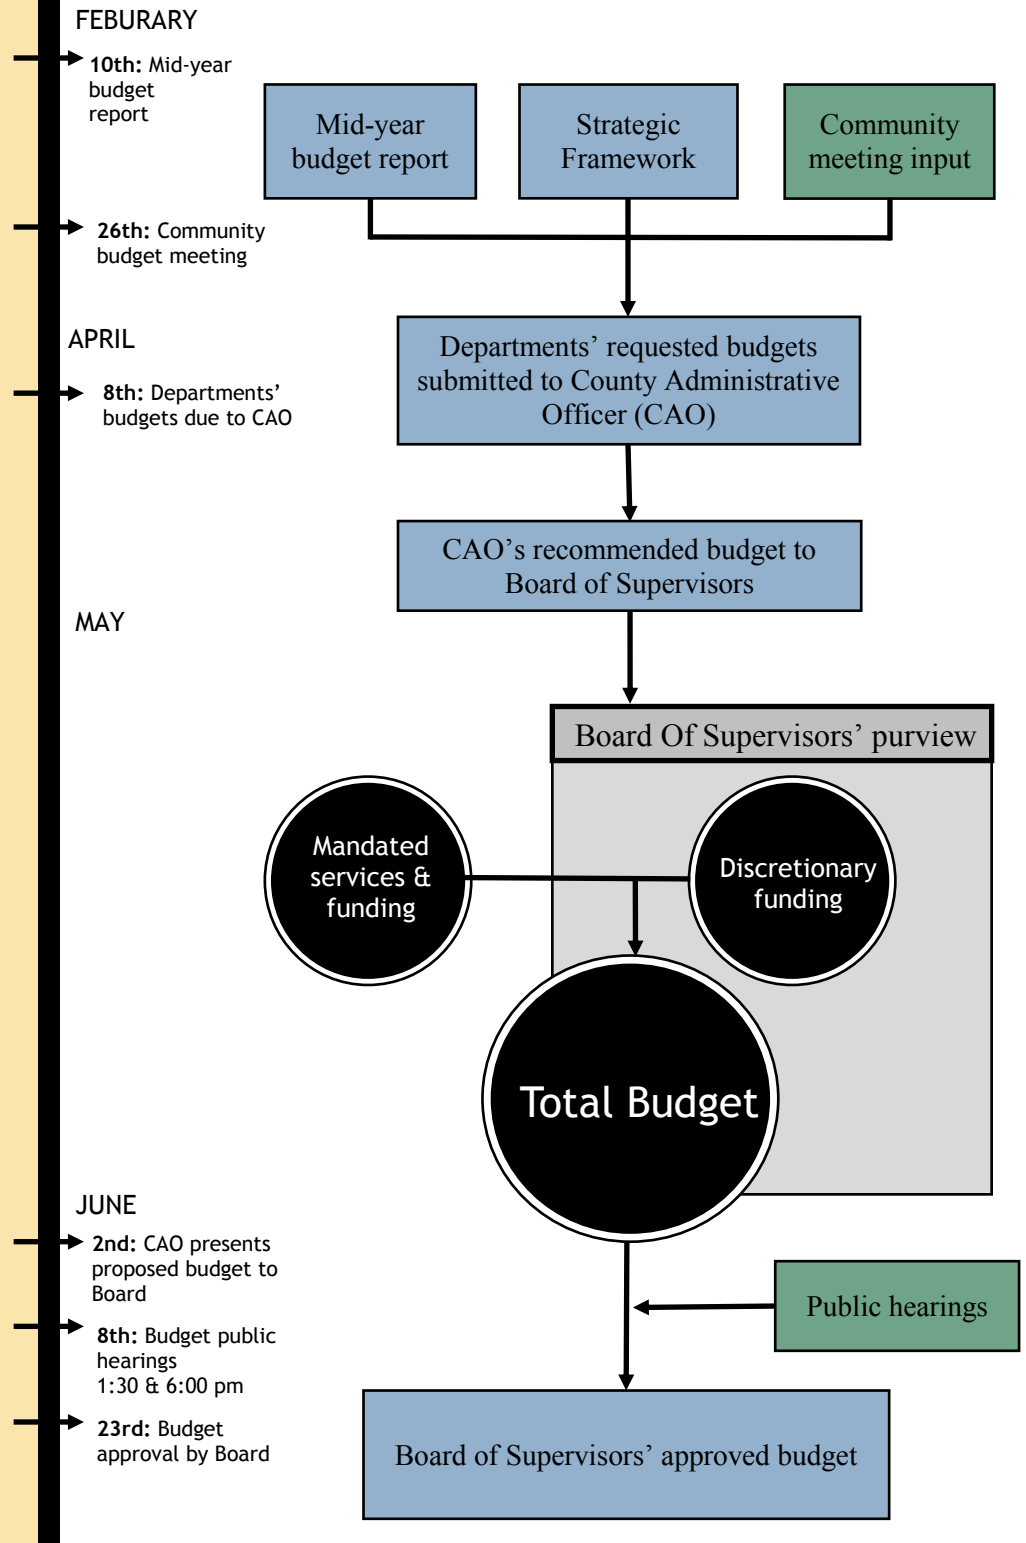 FEBURARY
10th: Mid-year
budget
report
Mid-year
budget report
Strategic
Framework
Community
meeting input
26th: Community
budget meeting
APRIL
8th: Departments’
budgets due to CAO
Departments’ requested budgets
submitted to County Administrative
Officer (CAO)
CAO’s recommended budget to
Board of Supervisors
MAY
Board Of Supervisors’ purview
Mandated
services &
funding
Discretionary
funding
Total Budget
JUNE
2nd: CAO presents
proposed budget to
Board
8th: Budget public
hearings
1:30 & 6:00 pm
23rd: Budget
approval by Board
Public hearings
Board of Supervisors’ approved budget